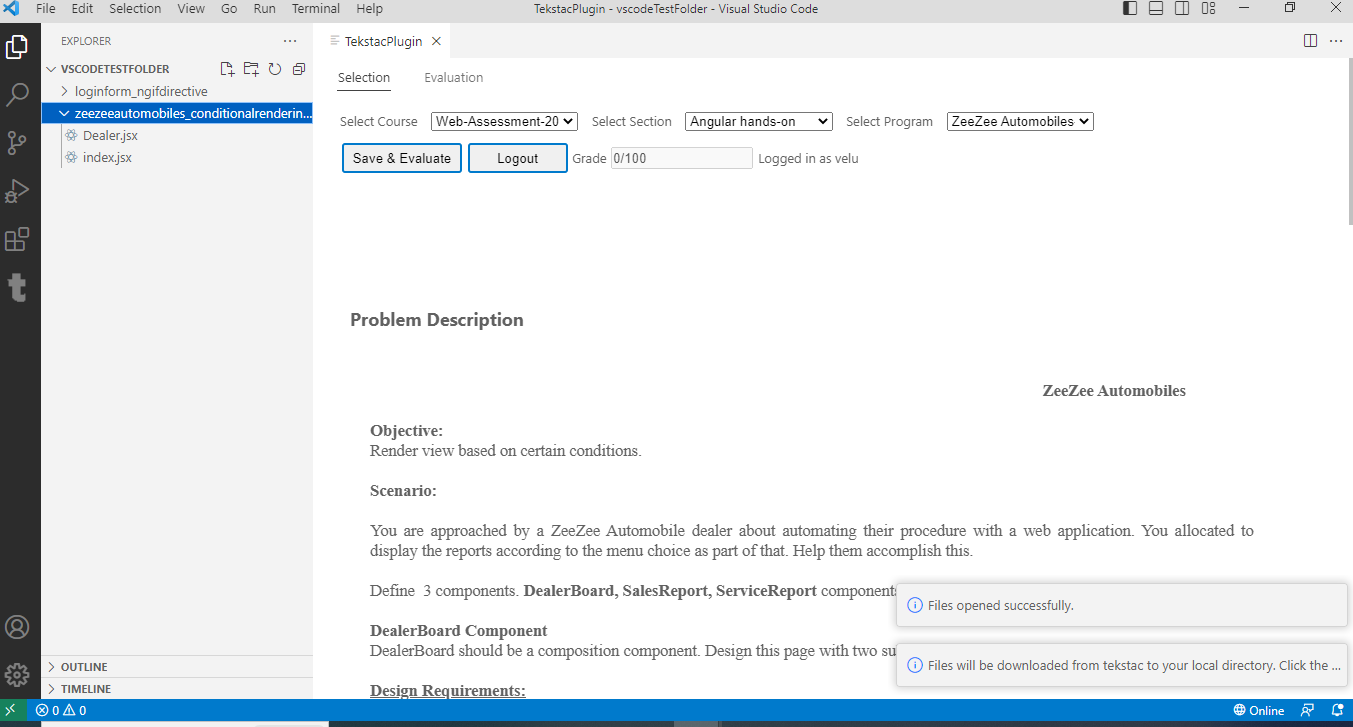 File Edit Selection View Go Run Terminal Help
TekstacPlugin - vscodeTestFolder - Visual Studio Code
EXPLORER
TekstacPlugin
VSCODETESTFOLDER
loginform_ngifdirective
zeezeeautomobiles_conditionalrenderin...
Dealer.jsx
index.jsx
Selection Evaluation
Select Course Web-Assessment-20 Select Section Angular hands-on Select Program ZeeZee Automobiles
Save & Evaluate Logout Grade 0/100 Logged in as velu
Problem Description
ZeeZee Automobiles
Objective:
Render view based on certain conditions.
Scenario:
You are approached by a ZeeZee Automobile dealer about automating their procedure with a web application. You allocated to
display the reports according to the menu choice as part of that. Help them accomplish this.
Define 3 components. DealerBoard, SalesReport, ServiceReport component
DealerBoard Component
DealerBoard should be a composition component. Design this page with two su
Design Requirements:
Files opened successfully.
Files will be downloaded from tekstac to your local directory. Click the ...
OUTLINE
TIMELINE
0 0
Online